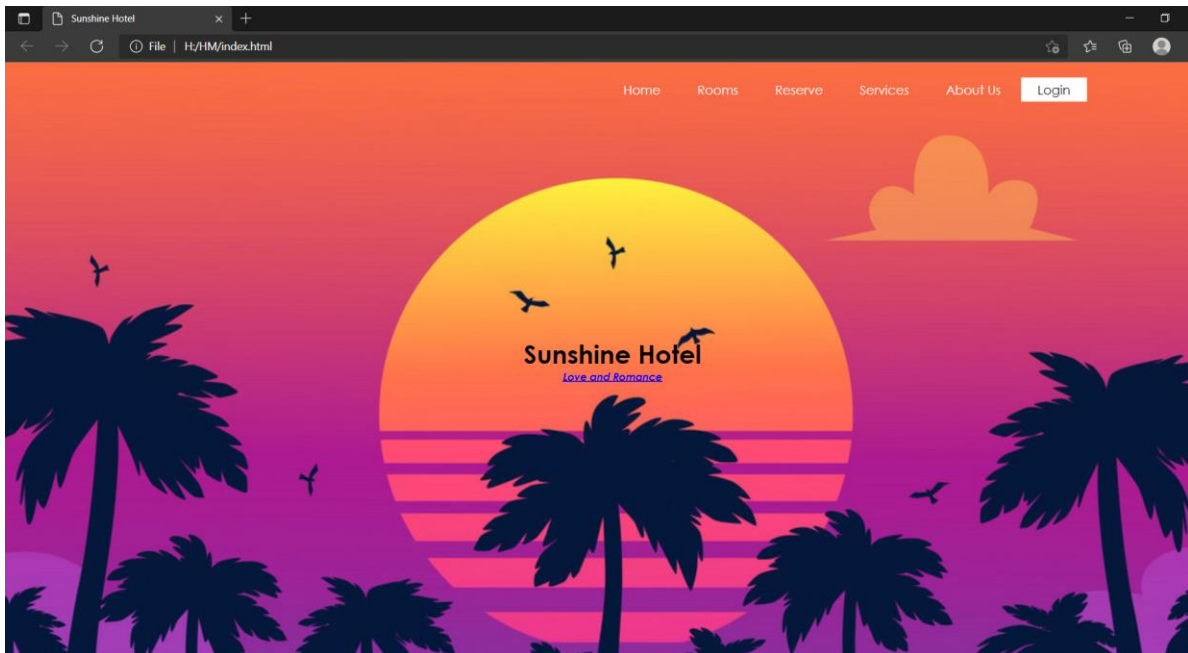 Sunshine Hotel
File | H:/HM/index.html
Home Rooms Reserve Services About Us Login
Sunshine Hotel
Love and Romance